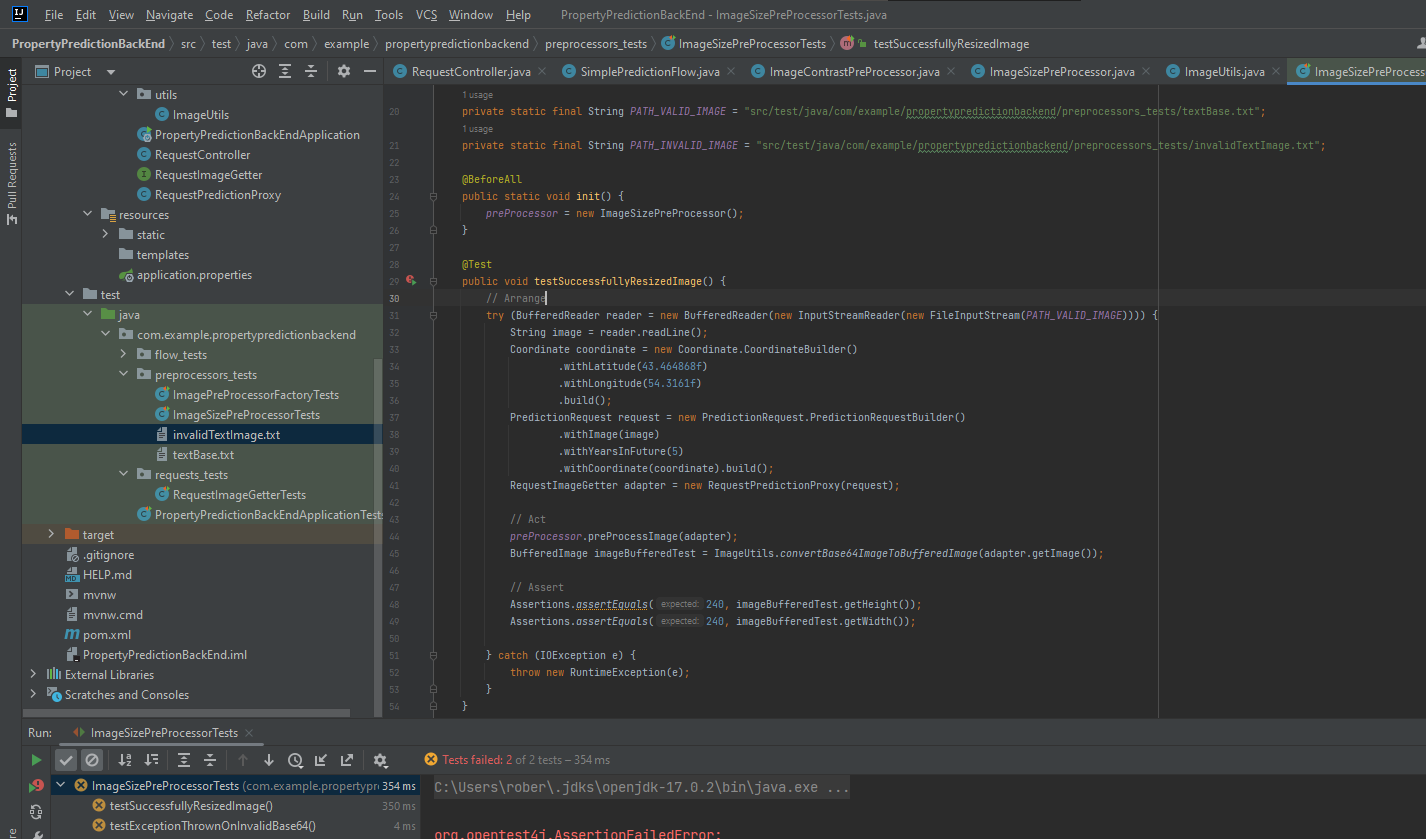 File Edit View Navigate Code Refactor Build Run Tools VCS Window Help PropertyPredictionBackEnd - ImageSizePreProcessorTests.java
PropertyPredictionBackEnd src test java com example propertypredictionbackend preprocessors_tests ImageSizePreProcessorTests testSuccessfullyResizedImage
Project
RequestController.java SimplePredictionFlow.java ImageContrastPreProcessor.java ImageSizePreProcessor.java ImageUtils.java ImageSizePreProcess
Project
Pull Requests
utils
ImageUtils
PropertyPredictionBackEndApplication
RequestController
RequestImageGetter
RequestPredictionProxy
resources
static
templates
application.properties
test
java
com.example.propertypredictionbackend
flow_tests
preprocessors_tests
ImagePreProcessorFactoryTests
ImageSizePreProcessorTests
invalidTextImage.txt
textBase.txt
requests_tests
RequestImageGetterTests
PropertyPredictionBackEndApplicationTests
target
.gitignore
HELP.md
mvnw
mvnw.cmd
pom.xml
PropertyPredictionBackEnd.iml
External Libraries
Scratches and Consoles
1 usage
20 private static final String PATH_VALID_IMAGE = "src/test/java/com/example/propertypredictionbackend/preprocessors_tests/textBase.txt";
1 usage
21 private static final String PATH_INVALID_IMAGE = "src/test/java/com/example/propertypredictionbackend/preprocessors_tests/invalidTextImage.txt";
22
23 @BeforeAll
24 public static void init() {
25 preProcessor = new ImageSizePreProcessor();
26 }
27
28 @Test
29 public void testSuccessfullyResizedImage() {
30 // Arrange
31 try (BufferedReader reader = new BufferedReader(new InputStreamReader(new FileInputStream(PATH_VALID_IMAGE)))) {
32 String image = reader.readLine();
33 Coordinate coordinate = new Coordinate.CoordinateBuilder()
34 .withLatitude(43.464868f)
35 .withLongitude(54.3161f)
36 .build();
37 PredictionRequest request = new PredictionRequest.PredictionRequestBuilder()
38 .withImage(image)
39 .withYearsInFuture(5)
40 .withCoordinate(coordinate).build();
41 RequestImageGetter adapter = new RequestPredictionProxy(request);
42
43 // Act
44 preProcessor.preProcessImage(adapter);
45 BufferedImage imageBufferedTest = ImageUtils.convertBase64ImageToBufferedImage(adapter.getImage());
46
47 // Assert
48 Assertions.assertEquals( expected: 240, imageBufferedTest.getHeight());
49 Assertions.assertEquals( expected: 240, imageBufferedTest.getWidth());
50
51 } catch (IOException e) {
52 throw new RuntimeException(e);
53 }
54 }
Run: ImageSizePreProcessorTests
Tests failed: 2 of 2 tests – 354 ms
ImageSizePreProcessorTests (com.example.propertypre 354 ms
testSuccessfullyResizedImage() 350 ms
testExceptionThrownOnInvalidBase64() 4 ms
C:\Users\rober\.jdks\openjdk-17.0.2\bin\java.exe ...
org.opentest4j.AssertionFailedError: